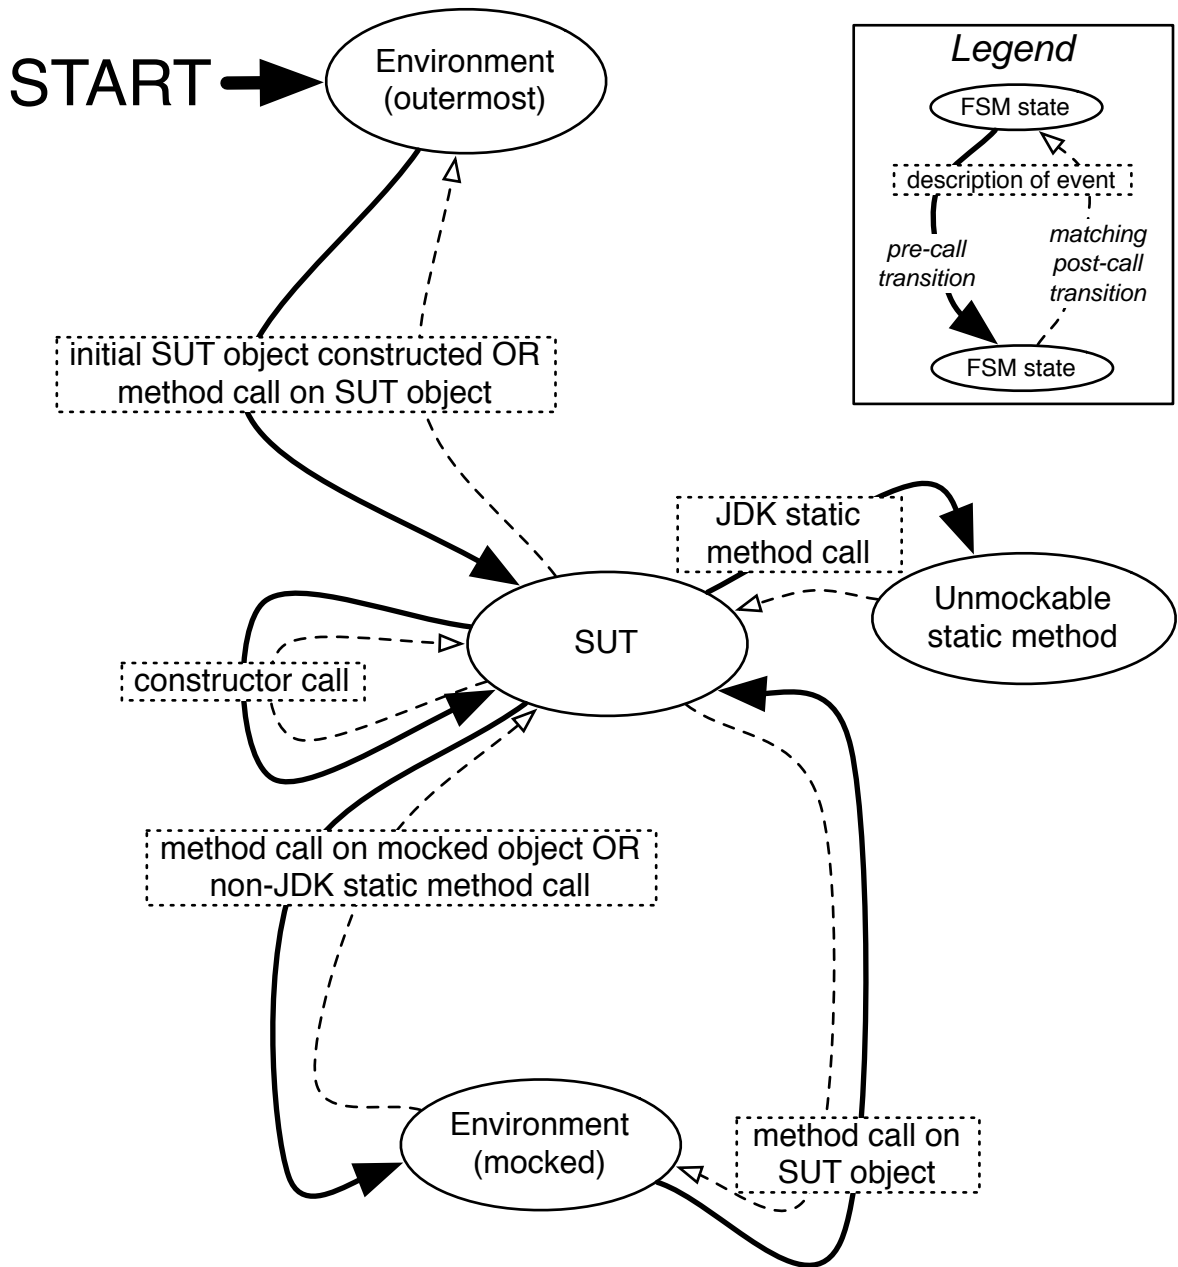 START
Environment
(outermost)
Legend
FSM state
description of event
pre-call
transition
matching
post-call
transition
FSM state
initial SUT object constructed OR
method call on SUT object
JDK static
method call
Unmockable
static method
SUT
constructor call
method call on mocked object OR
non-JDK static method call
Environment
(mocked)
method call on
SUT object